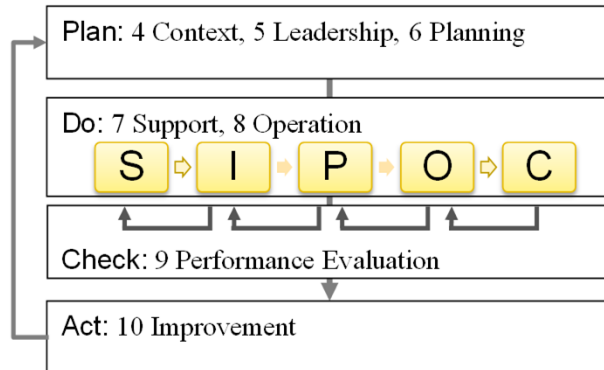 Plan: 4 Context, 5 Leadership, 6 Planning
Do: 7 Support, 8 Operation
S I P O C
Check: 9 Performance Evaluation
Act: 10 Improvement